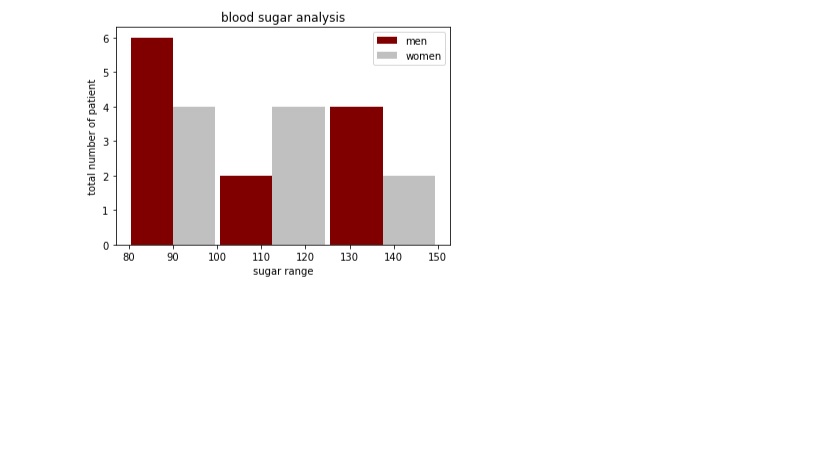 blood sugar analysis
men
women
total number of patient
6
5
4
3
2
1
0
80 90 100 110 120 130 140 150
sugar range